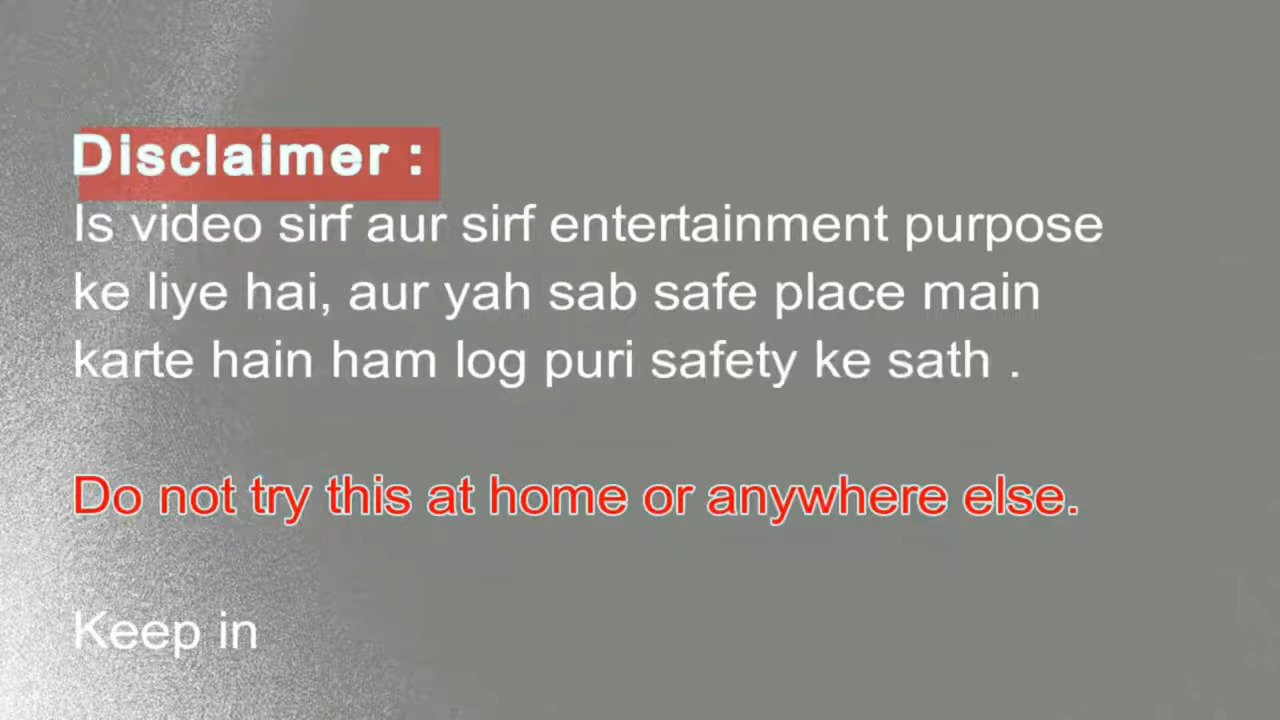 Disclaimer :
Is video sirf aur sirf entertainment purpose
ke liye hai, aur yah sab safe place main
karte hain ham log puri safety ke sath .
Do not try this at home or anywhere else.
Keep in